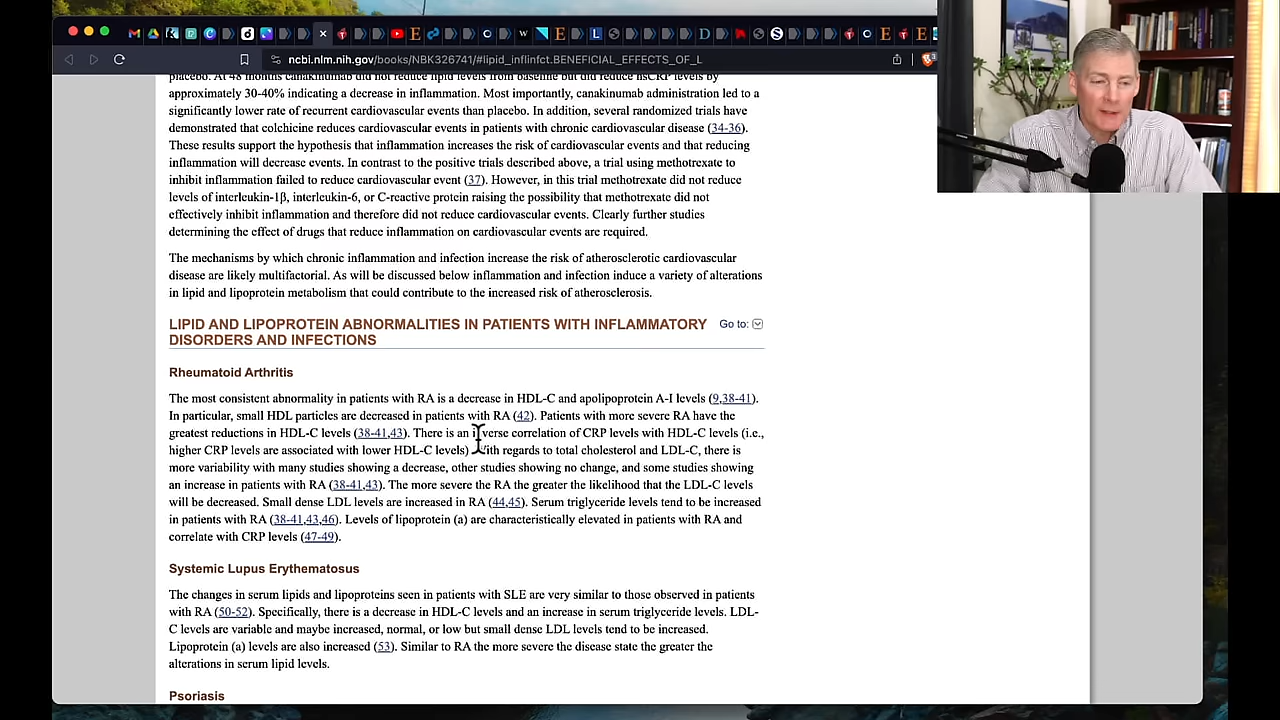 ncbi.nlm.nih.gov/books/NBK326741/#lipid_inflinfct.BENEFICIAL_EFFECTS_OF_L
placebo. At 48 months canakinumab did not reduce lipid levels from baseline but did reduce hsCRP levels by
approximately 30-40% indicating a decrease in inflammation. Most importantly, canakinumab administration led to a
significantly lower rate of recurrent cardiovascular events than placebo. In addition, several randomized trials have
demonstrated that colchicine reduces cardiovascular events in patients with chronic cardiovascular disease (34-36).
These results support the hypothesis that inflammation increases the risk of cardiovascular events and that reducing
inflammation will decrease events. In contrast to the positive trials described above, a trial using methotrexate to
inhibit inflammation failed to reduce cardiovascular event (37). However, in this trial methotrexate did not reduce
levels of interleukin-1β, interleukin-6, or C-reactive protein raising the possibility that methotrexate did not
effectively inhibit inflammation and therefore did not reduce cardiovascular events. Clearly further studies
determining the effect of drugs that reduce inflammation on cardiovascular events are required.
The mechanisms by which chronic inflammation and infection increase the risk of atherosclerotic cardiovascular
disease are likely multifactorial. As will be discussed below inflammation and infection induce a variety of alterations
in lipid and lipoprotein metabolism that could contribute to the increased risk of atherosclerosis.
LIPID AND LIPOPROTEIN ABNORMALITIES IN PATIENTS WITH INFLAMMATORY Go to:
DISORDERS AND INFECTIONS
Rheumatoid Arthritis
The most consistent abnormality in patients with RA is a decrease in HDL-C and apolipoprotein A-I levels (9,38-41).
In particular, small HDL particles are decreased in patients with RA (42). Patients with more severe RA have the
greatest reductions in HDL-C levels (38-41,43). There is an inverse correlation of CRP levels with HDL-C levels (i.e.,
higher CRP levels are associated with lower HDL-C levels) With regards to total cholesterol and LDL-C, there is
more variability with many studies showing a decrease, other studies showing no change, and some studies showing
an increase in patients with RA (38-41,43). The more severe the RA the greater the likelihood that the LDL-C levels
will be decreased. Small dense LDL levels are increased in RA (44,45). Serum triglyceride levels tend to be increased
in patients with RA (38-41,43,46). Levels of lipoprotein (a) are characteristically elevated in patients with RA and
correlate with CRP levels (47-49).
Systemic Lupus Erythematosus
The changes in serum lipids and lipoproteins seen in patients with SLE are very similar to those observed in patients
with RA (50-52). Specifically, there is a decrease in HDL-C levels and an increase in serum triglyceride levels. LDL-
C levels are variable and maybe increased, normal, or low but small dense LDL levels tend to be increased.
Lipoprotein (a) levels are also increased (53). Similar to RA the more severe the disease state the greater the
alterations in serum lipid levels.
Psoriasis